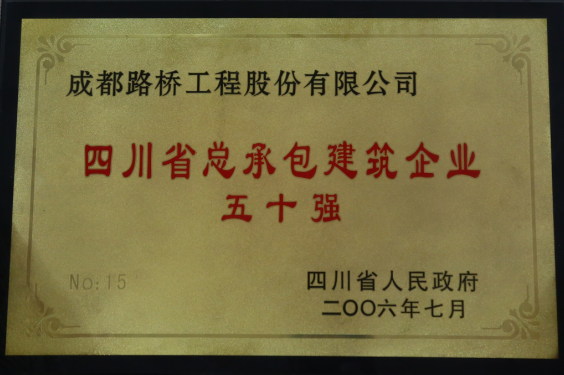 成都路桥工程股份有限公司
四川省总承包建筑企业
五十强
No:15
四川省人民政府
二〇〇六年七月